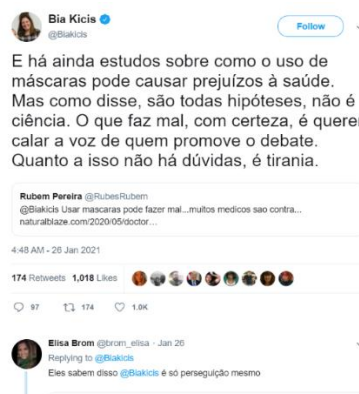 Bia Kicis
@Biakicis
Follow
E há ainda estudos sobre como o uso de
máscaras pode causar prejuízos à saúde.
Mas como disse, são todas hipóteses, não é
ciência. O que faz mal, com certeza, é querer
calar a voz de quem promove o debate.
Quanto a isso não há dúvidas, é tirania.
Rubem Pereira @RubesRubem
@Biakicis Usar mascaras pode fazer mal...muitos medicos sao contra...
naturalblaze.com/2020/05/doctor...
4:48 AM - 26 Jan 2021
174 Retweets 1,018 Likes
97 174 1.0K
Elisa Brom @brom_elisa · Jan 26
Replying to @Biakicis
Eles sabem disso @Biakicis é só perseguição mesmo